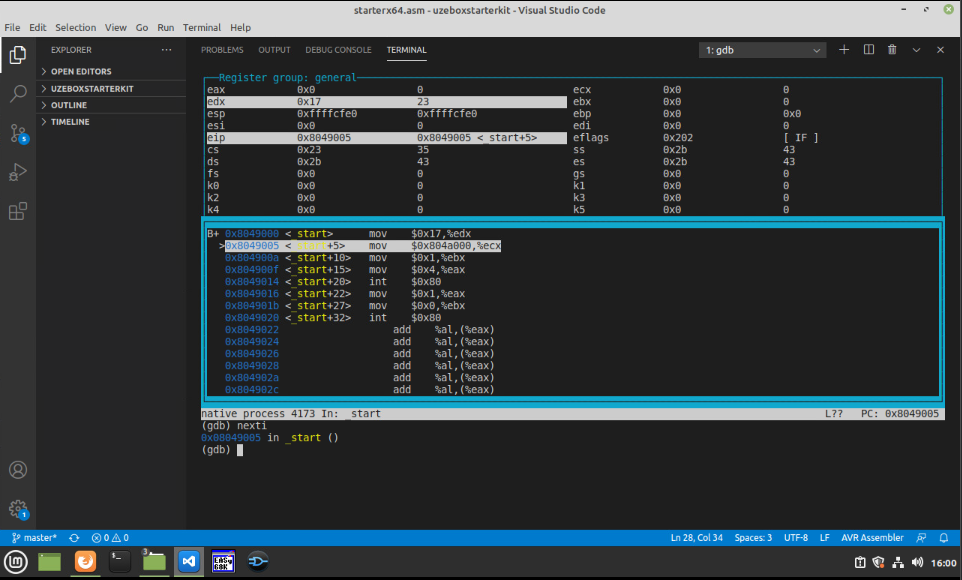 starterx64.asm - uzeboxstarterkit - Visual Studio Code
File Edit Selection View Go Run Terminal Help
EXPLORER ···
OPEN EDITORS
UZEBOXSTARTERKIT
OUTLINE
TIMELINE
PROBLEMS OUTPUT DEBUG CONSOLE TERMINAL 1: gdb
Register group: general
eax 0x0 0 ecx 0x0 0
edx 0x17 23 ebx 0x0 0
esp 0xffffcfe0 0xffffcfe0 ebp 0x0 0x0
esi 0x0 0 edi 0x0 0
eip 0x8049005 0x8049005 <_start+5> eflags 0x202 [ IF ]
cs 0x23 35 ss 0x2b 43
ds 0x2b 43 es 0x2b 43
fs 0x0 0 gs 0x0 0
k0 0x0 0 k1 0x0 0
k2 0x0 0 k3 0x0 0
k4 0x0 0 k5 0x0 0
B+ 0x8049000 <_start> mov $0x17,%edx
>0x8049005 <_start+5> mov $0x804a000,%ecx
0x804900a <_start+10> mov $0x1,%ebx
0x804900f <_start+15> mov $0x4,%eax
0x8049014 <_start+20> int $0x80
0x8049016 <_start+22> mov $0x1,%eax
0x804901b <_start+27> mov $0x0,%ebx
0x8049020 <_start+32> int $0x80
0x8049022 add %al,(%eax)
0x8049024 add %al,(%eax)
0x8049026 add %al,(%eax)
0x8049028 add %al,(%eax)
0x804902a add %al,(%eax)
0x804902c add %al,(%eax)
native process 4173 In: _start L?? PC: 0x8049005
(gdb) nexti
0x08049005 in _start ()
(gdb)
5
1
master* 0 0 Ln 28, Col 34 Spaces: 3 UTF-8 LF AVR Assembler
3
EASy
68K
16:00